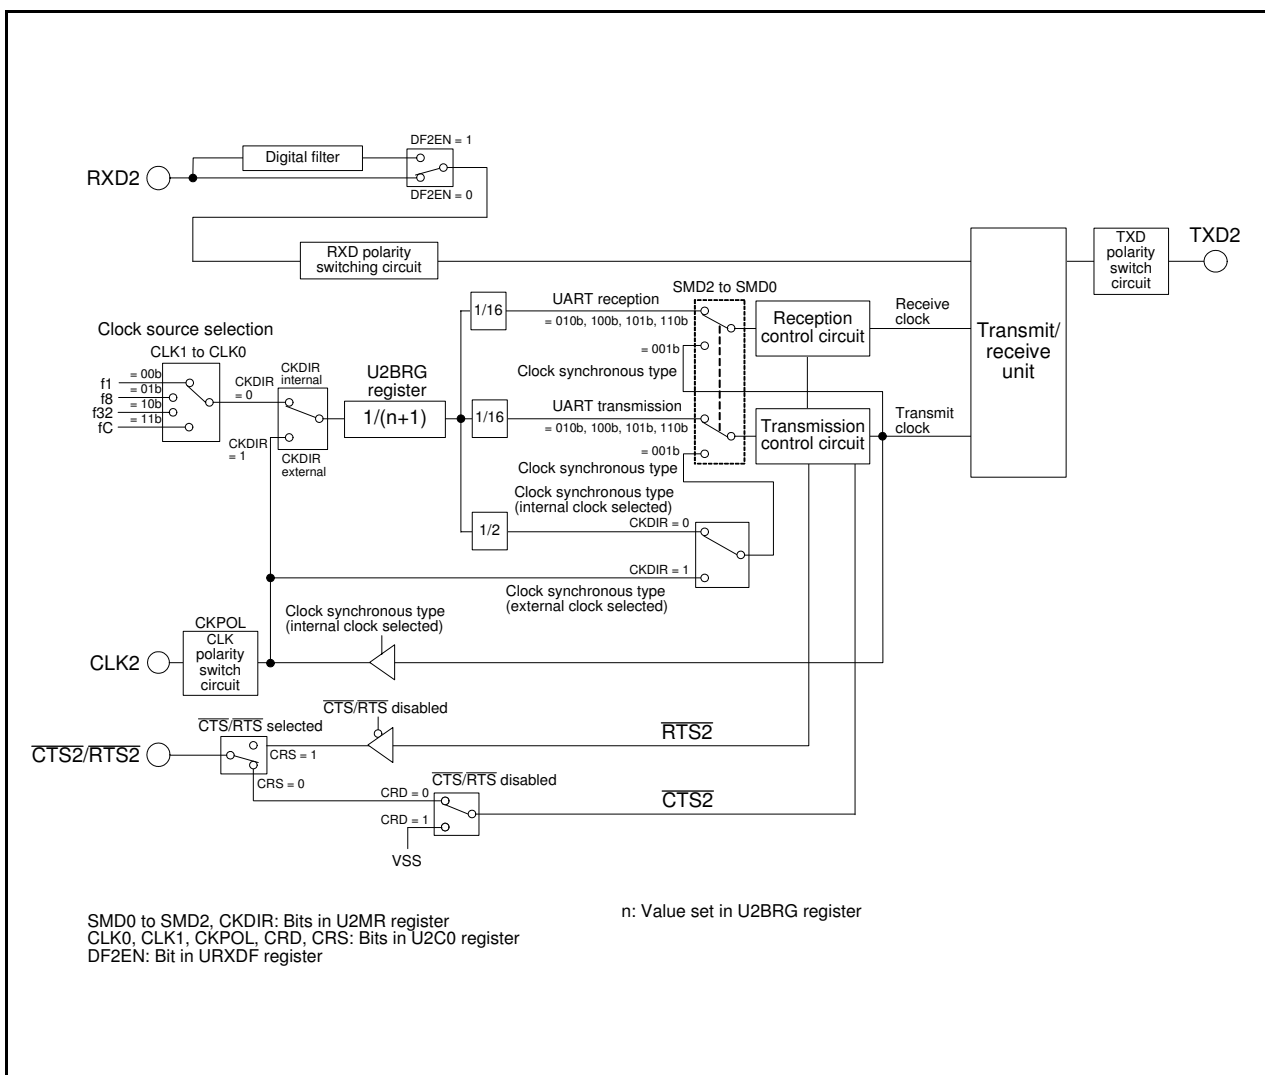 DF2EN = 1
Digital filter
RXD2
DF2EN = 0
RXD polarity
switching circuit
TXD
polarity
switch
circuit
TXD2
SMD2 to SMD0
1/16
UART reception
= 010b, 100b, 101b, 110b
Reception
control circuit
Receive
clock
Transmit/
receive
unit
= 001b
Clock synchronous type
Clock source selection
CLK1 to CLK0
= 00b
f1
= 01b
f8
= 10b
f32
= 11b
fC
CKDIR
= 0
CKDIR
internal
CKDIR
= 1
CKDIR
external
U2BRG
register
1/(n+1)
1/16
UART transmission
= 010b, 100b, 101b, 110b
Transmission
control circuit
Transmit
clock
= 001b
Clock synchronous type
Clock synchronous type
(internal clock selected)
1/2
CKDIR = 0
CKDIR = 1
Clock synchronous type
(external clock selected)
Clock synchronous type
(internal clock selected)
CKPOL
CLK2
CLK
polarity
switch
circuit
CTS/RTS disabled
CTS/RTS selected
CTS2/RTS2
CRS = 1
RTS2
CRS = 0
CTS/RTS disabled
CRD = 0
CTS2
CRD = 1
VSS
SMD0 to SMD2, CKDIR: Bits in U2MR register
CLK0, CLK1, CKPOL, CRD, CRS: Bits in U2C0 register
DF2EN: Bit in URXDF register
n: Value set in U2BRG register